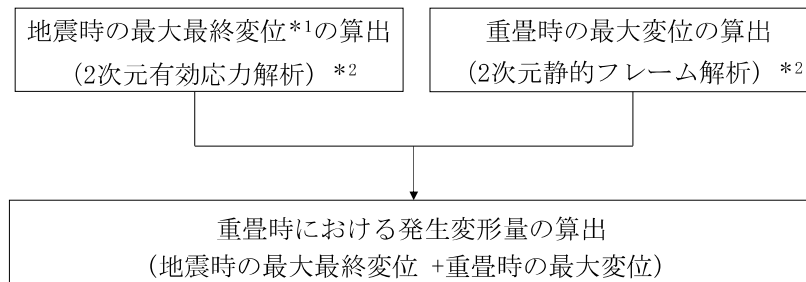 地震時の最大最終変位*1の算出
(2次元有効応力解析) *2
重畳時の最大変位の算出
(2次元静的フレーム解析) *2
重畳時における発生変形量の算出
(地震時の最大最終変位 +重畳時の最大変位)